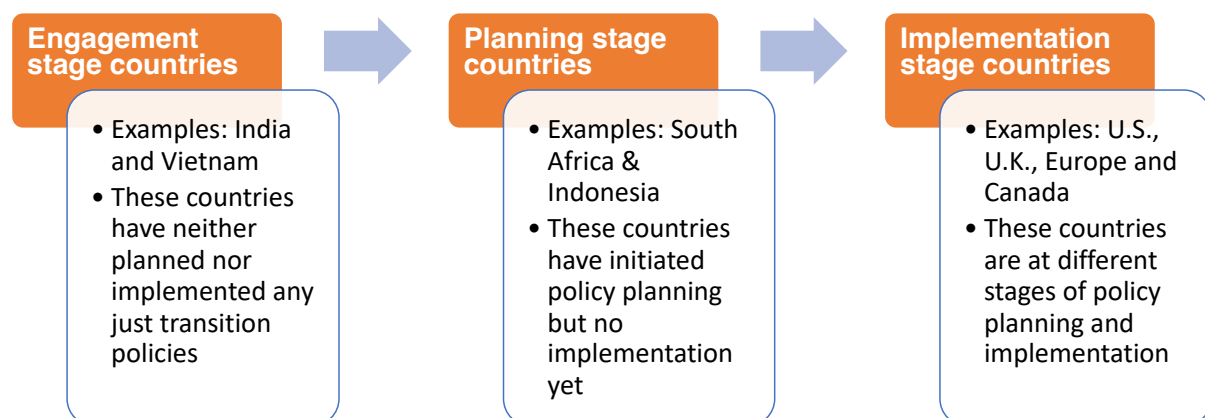 Engagement
stage countries
• Examples: India
and Vietnam
• These countries
have neither
planned nor
implemented any
just transition
policies
Planning stage
countries
• Examples: South
Africa &
Indonesia
• These countries
have initiated
policy planning
but no
implementation
yet
Implementation
stage countries
• Examples: U.S.,
U.K., Europe and
Canada
• These countries
are at different
stages of policy
planning and
implementation